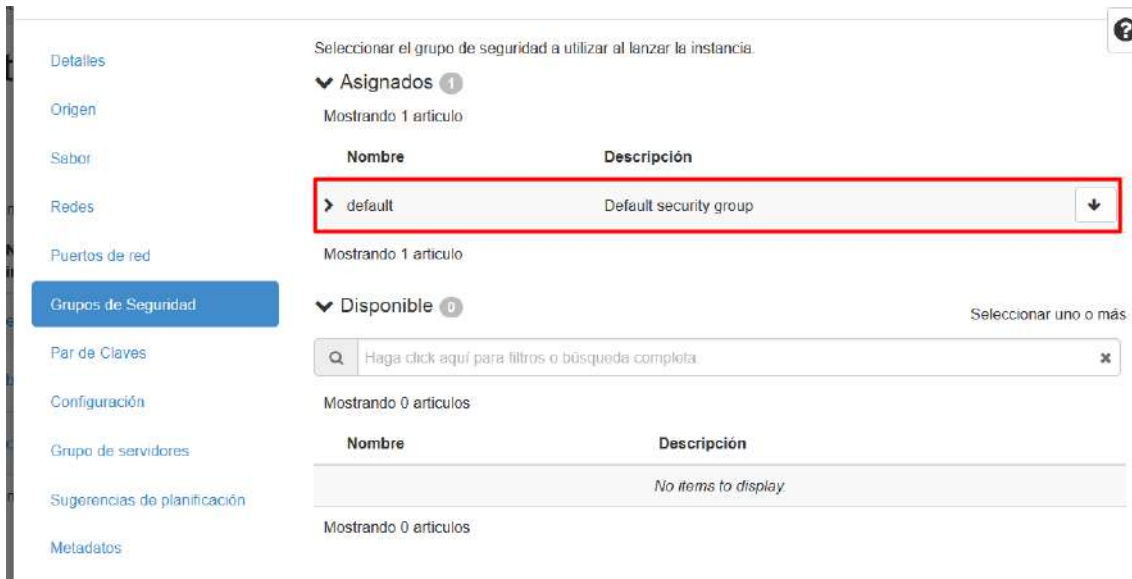 Seleccionar el grupo de seguridad a utilizar al lanzar la instancia.
Detalles
Origen
Sabor
Redes
Puertos de red
Grupos de Seguridad
Par de Claves
Configuración
Grupo de servidores
Sugerencias de planificación
Metadatos
Asignados 1
Mostrando 1 articulo
Nombre Descripción
default Default security group
Mostrando 1 articulo
Disponible 0
Seleccionar uno o más
Haga click aquí para filtros o búsqueda completa.
Mostrando 0 articulos
Nombre Descripción
No items to display.
Mostrando 0 articulos